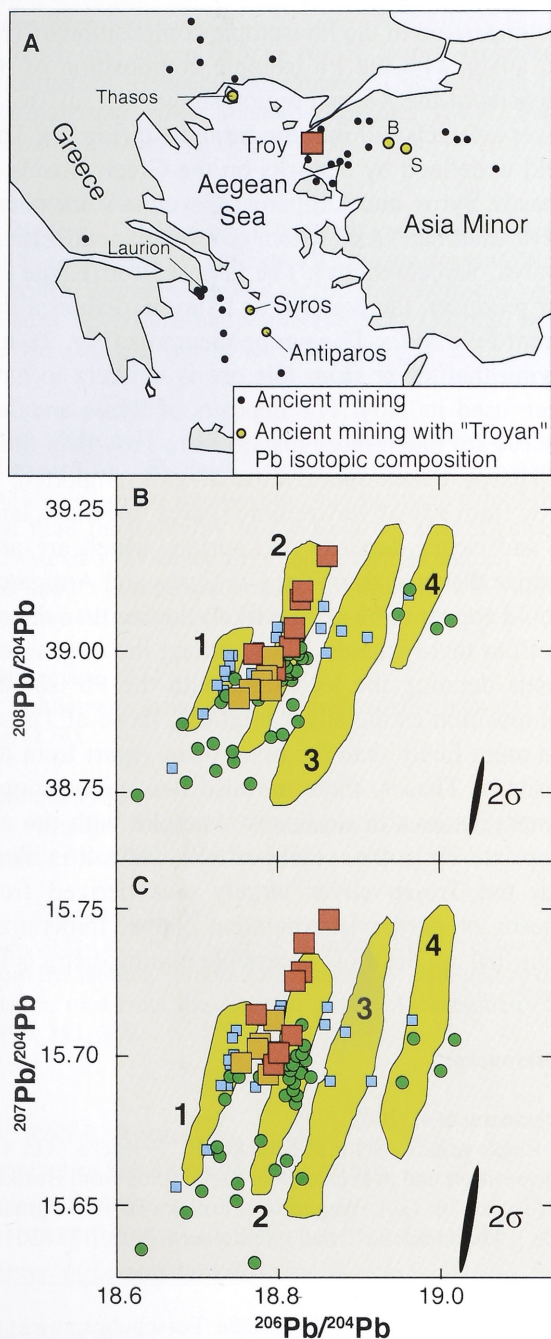 A
Thasos
Troy
B
S
Greece
Aegean
Sea
Asia Minor
Laurion
Syros
Antiparos
Ancient mining
Ancient mining with "Troyan"
Pb isotopic composition
B
39.25
2
4
1
39.00
208Pb/204Pb
3
38.75
2σ
C
15.75
4
3
15.70
207Pb/204Pb
1
15.65
2
2σ
18.6
18.8
19.0
206Pb/204Pb